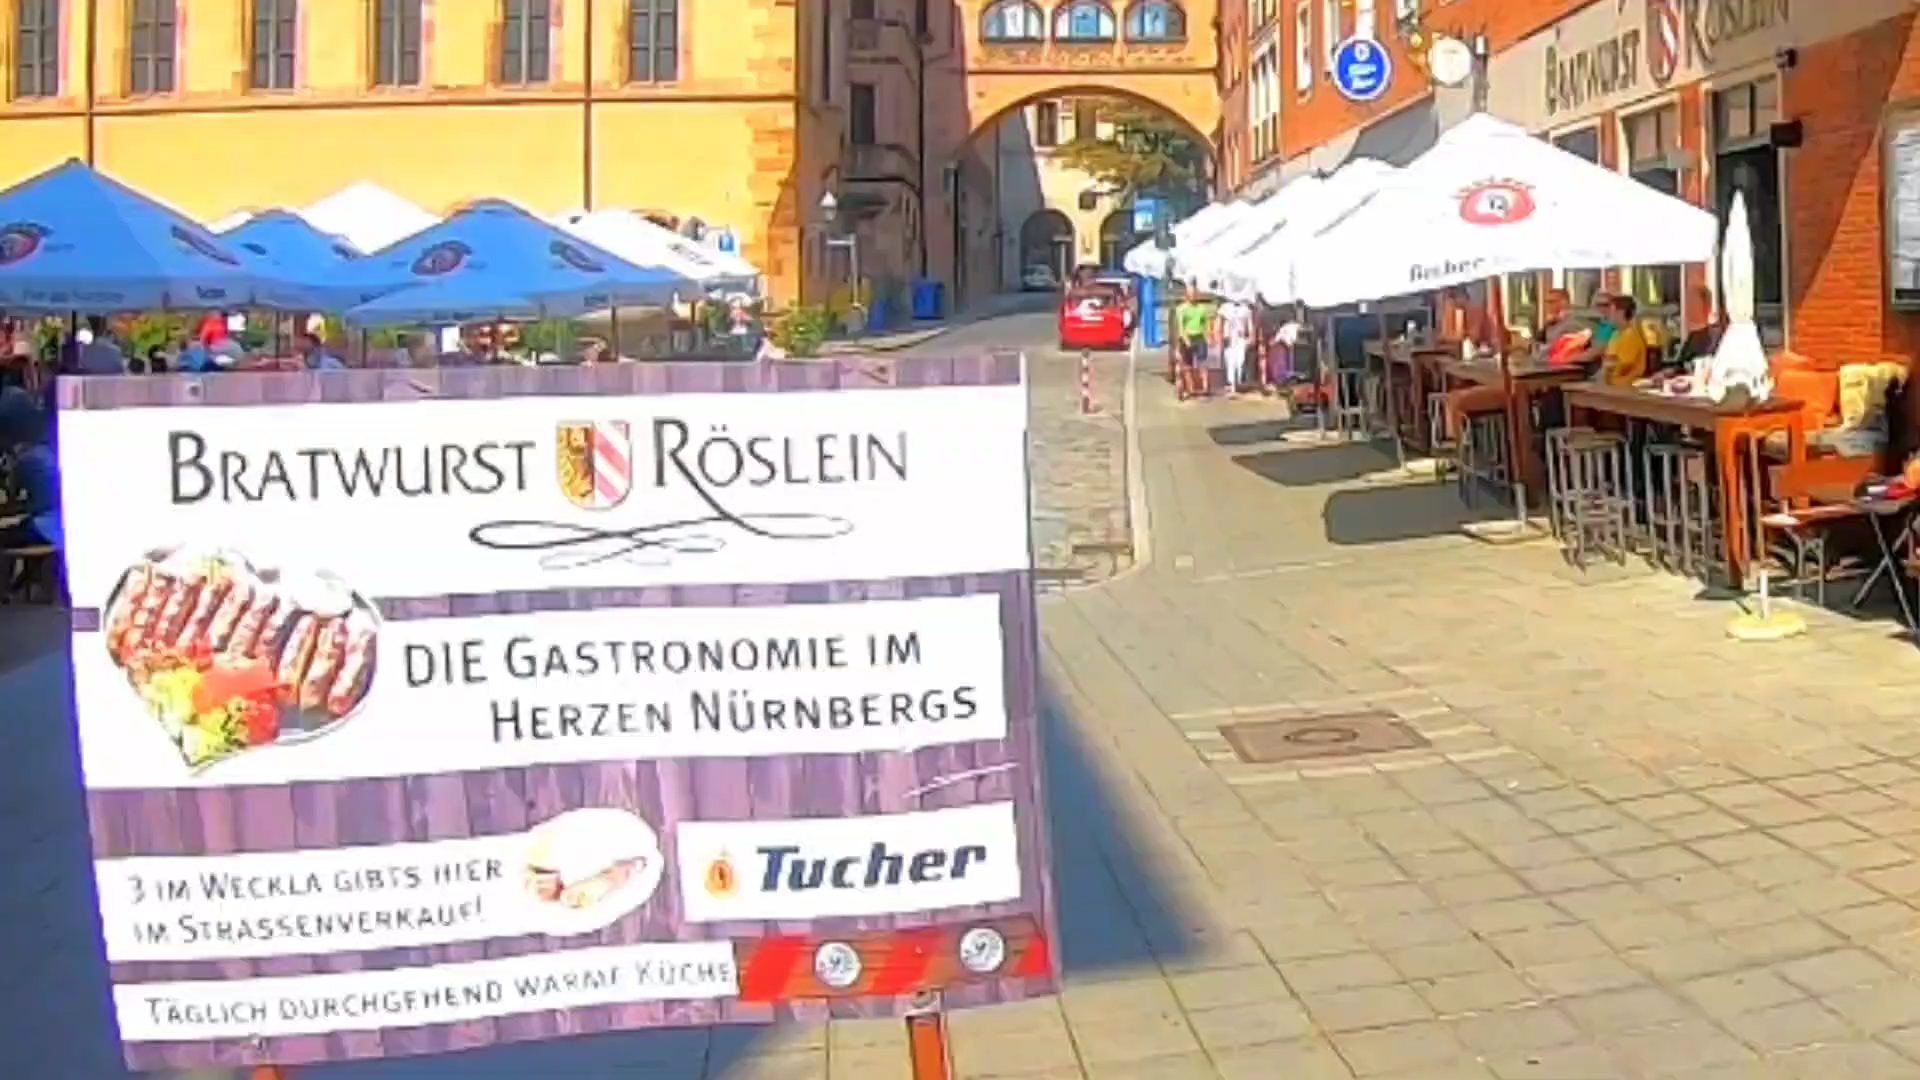 BRATWURST RÖSLEIN
BRATWURST RÖSLEIN
DIE GASTRONOMIE IM
HERZEN NÜRNBERGS
3 IM WECKLA GIBTS HIER
IM STRASSENVERKAUF!
Tucher
TÄGLICH DURCHGEHEND WARME KÜCHE
Tucher